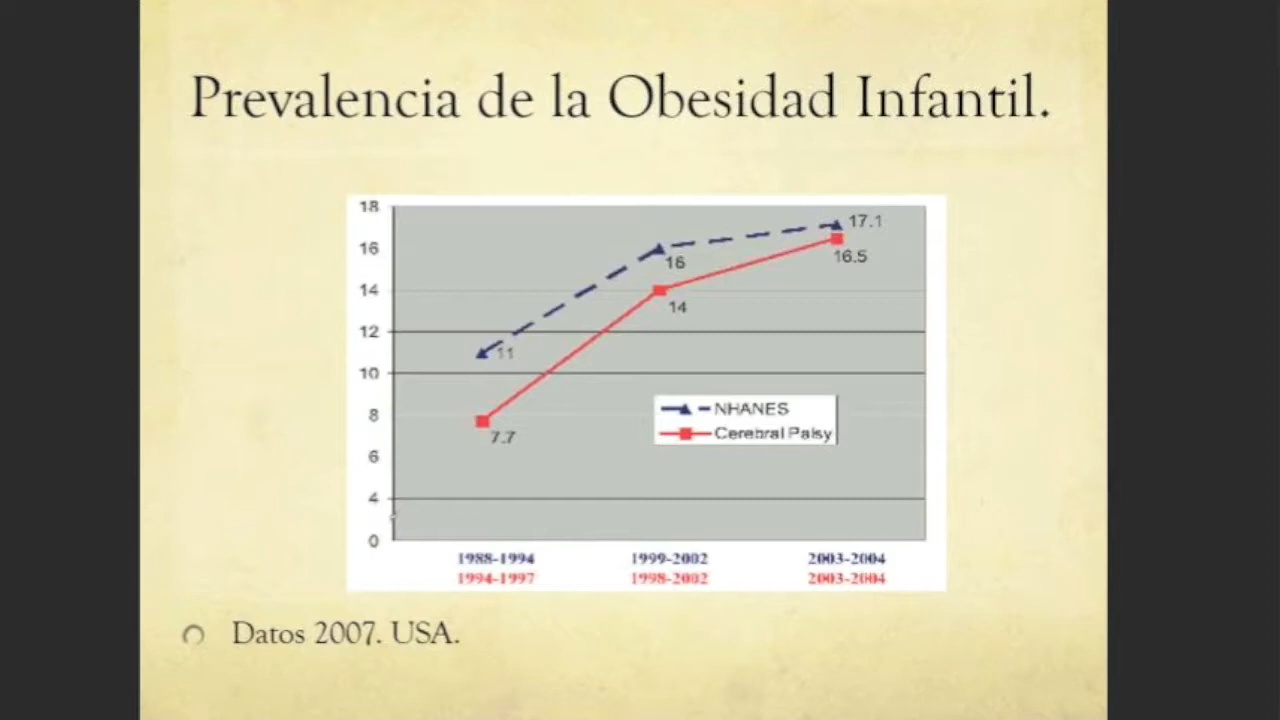 Prevalencia de la Obesidad Infantil.
18
16
14
12
10
8
6
4
0
17.1
16
16.5
14
11
7.7
NHANES
Cerebral Palsy
1988-1994 1999-2002 2003-2004
1994-1997 1998-2002 2003-2004
Datos 2007. USA.